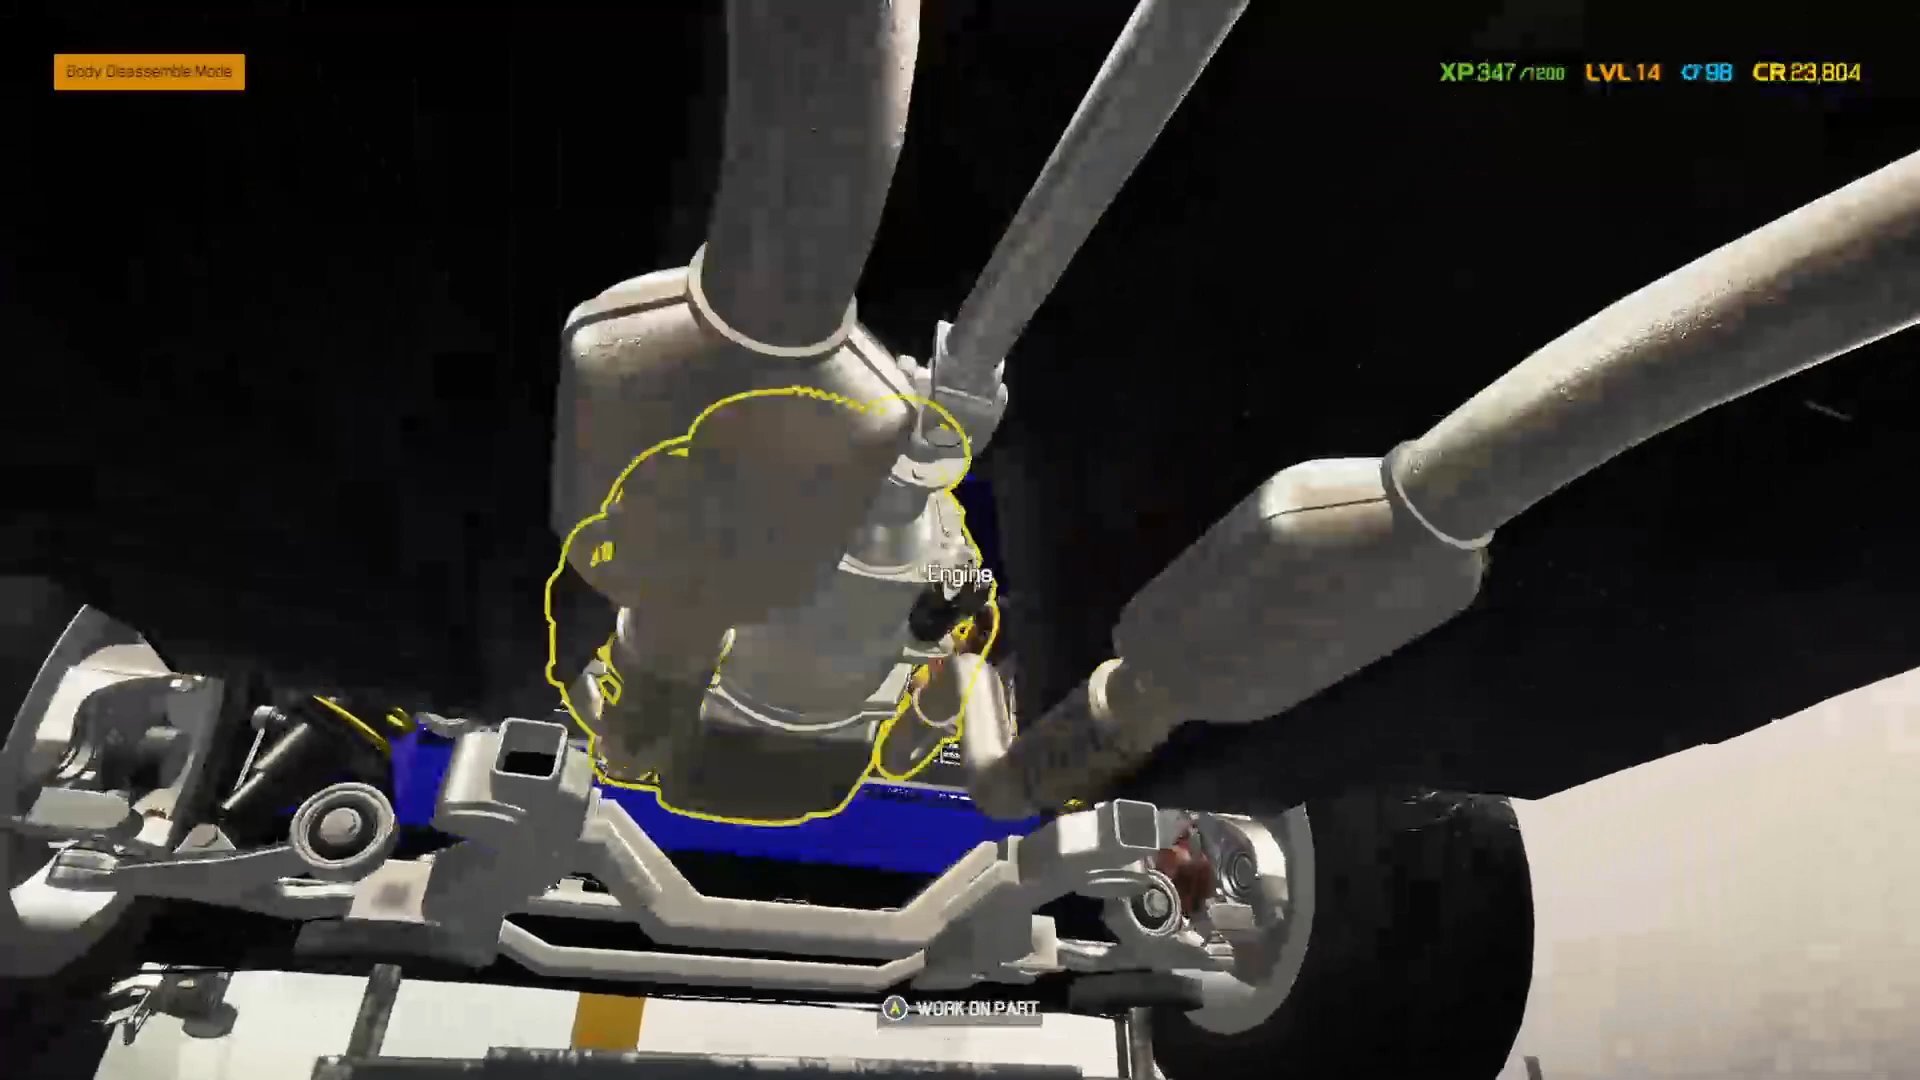 Body Disassemble Mode
XP 347/1200 LVL 14 98 CR 23,804
Engine
A WORK ON PART